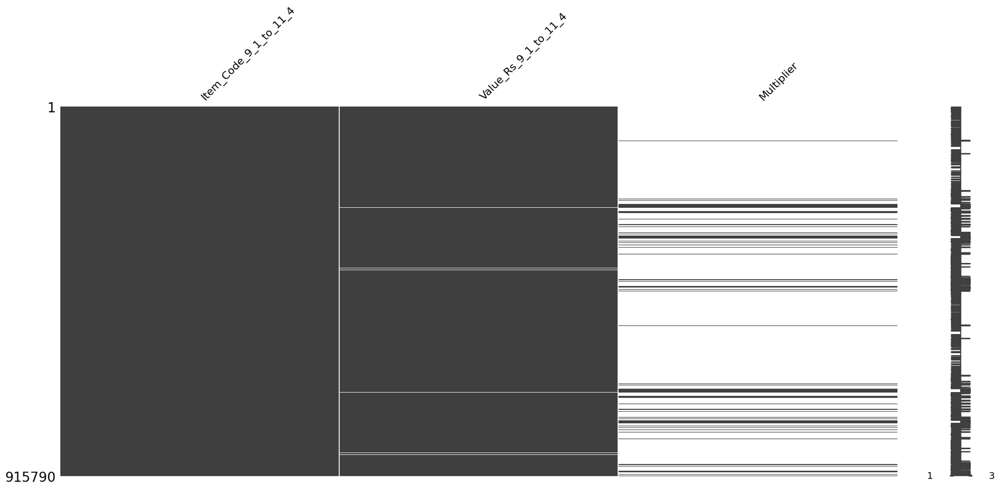 Item_Code_9_1_to_11_4
Value_Rs_9_1_to_11_4
Multiplier
1
915790
1
3